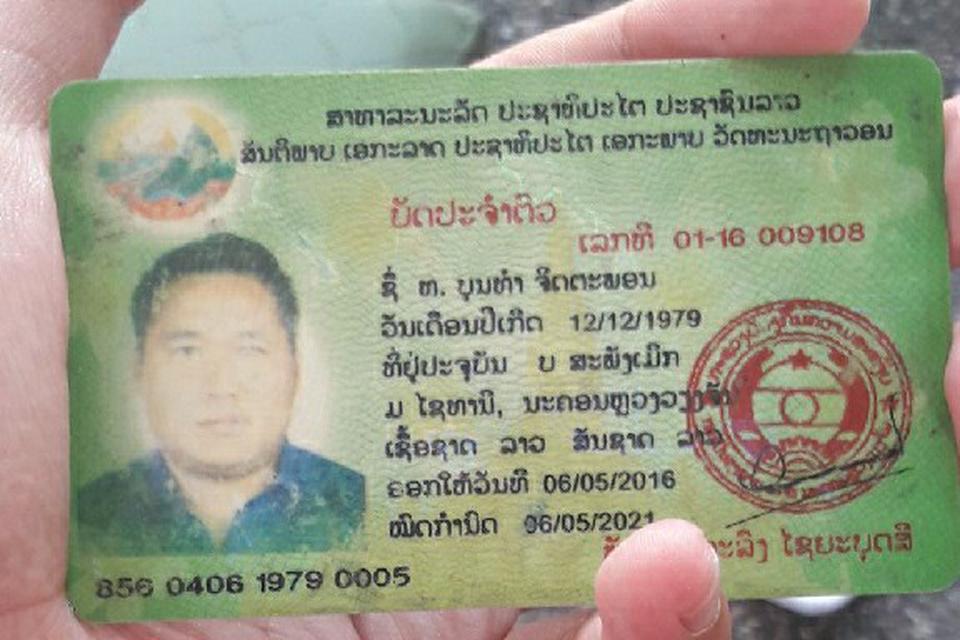 ສາທາລະນະລັດ ປະຊາທິປະໄຕ ປະຊາຊົນລາວ
ສັນຕິພາບ ເອກະລາດ ປະຊາທິປະໄຕ ເອກະພາບ ວັດທະນະຖາວອນ
ບັດປະຈຳຕົວ
ເລກທີ 01-16 009108
ຊື່ ທ. ບຸນທຳ ຈິດຕະພອນ
ວັນເດືອນປີເກີດ 12/12/1979
ທີ່ຢູ່ປະຈຸບັນ ບ ສະພັງເມິກ
ມ ໄຊທານີ, ນະຄອນຫຼວງວຽງຈັນ
ເຊື້ອຊາດ ລາວ ສັນຊາດ ລາວ
ອອກໃຫ້ວັນທີ 06/05/2016
ໝົດກຳນົດ 06/05/2021
ໄຊຍະບຸດສີ
856 0406 1979 0005